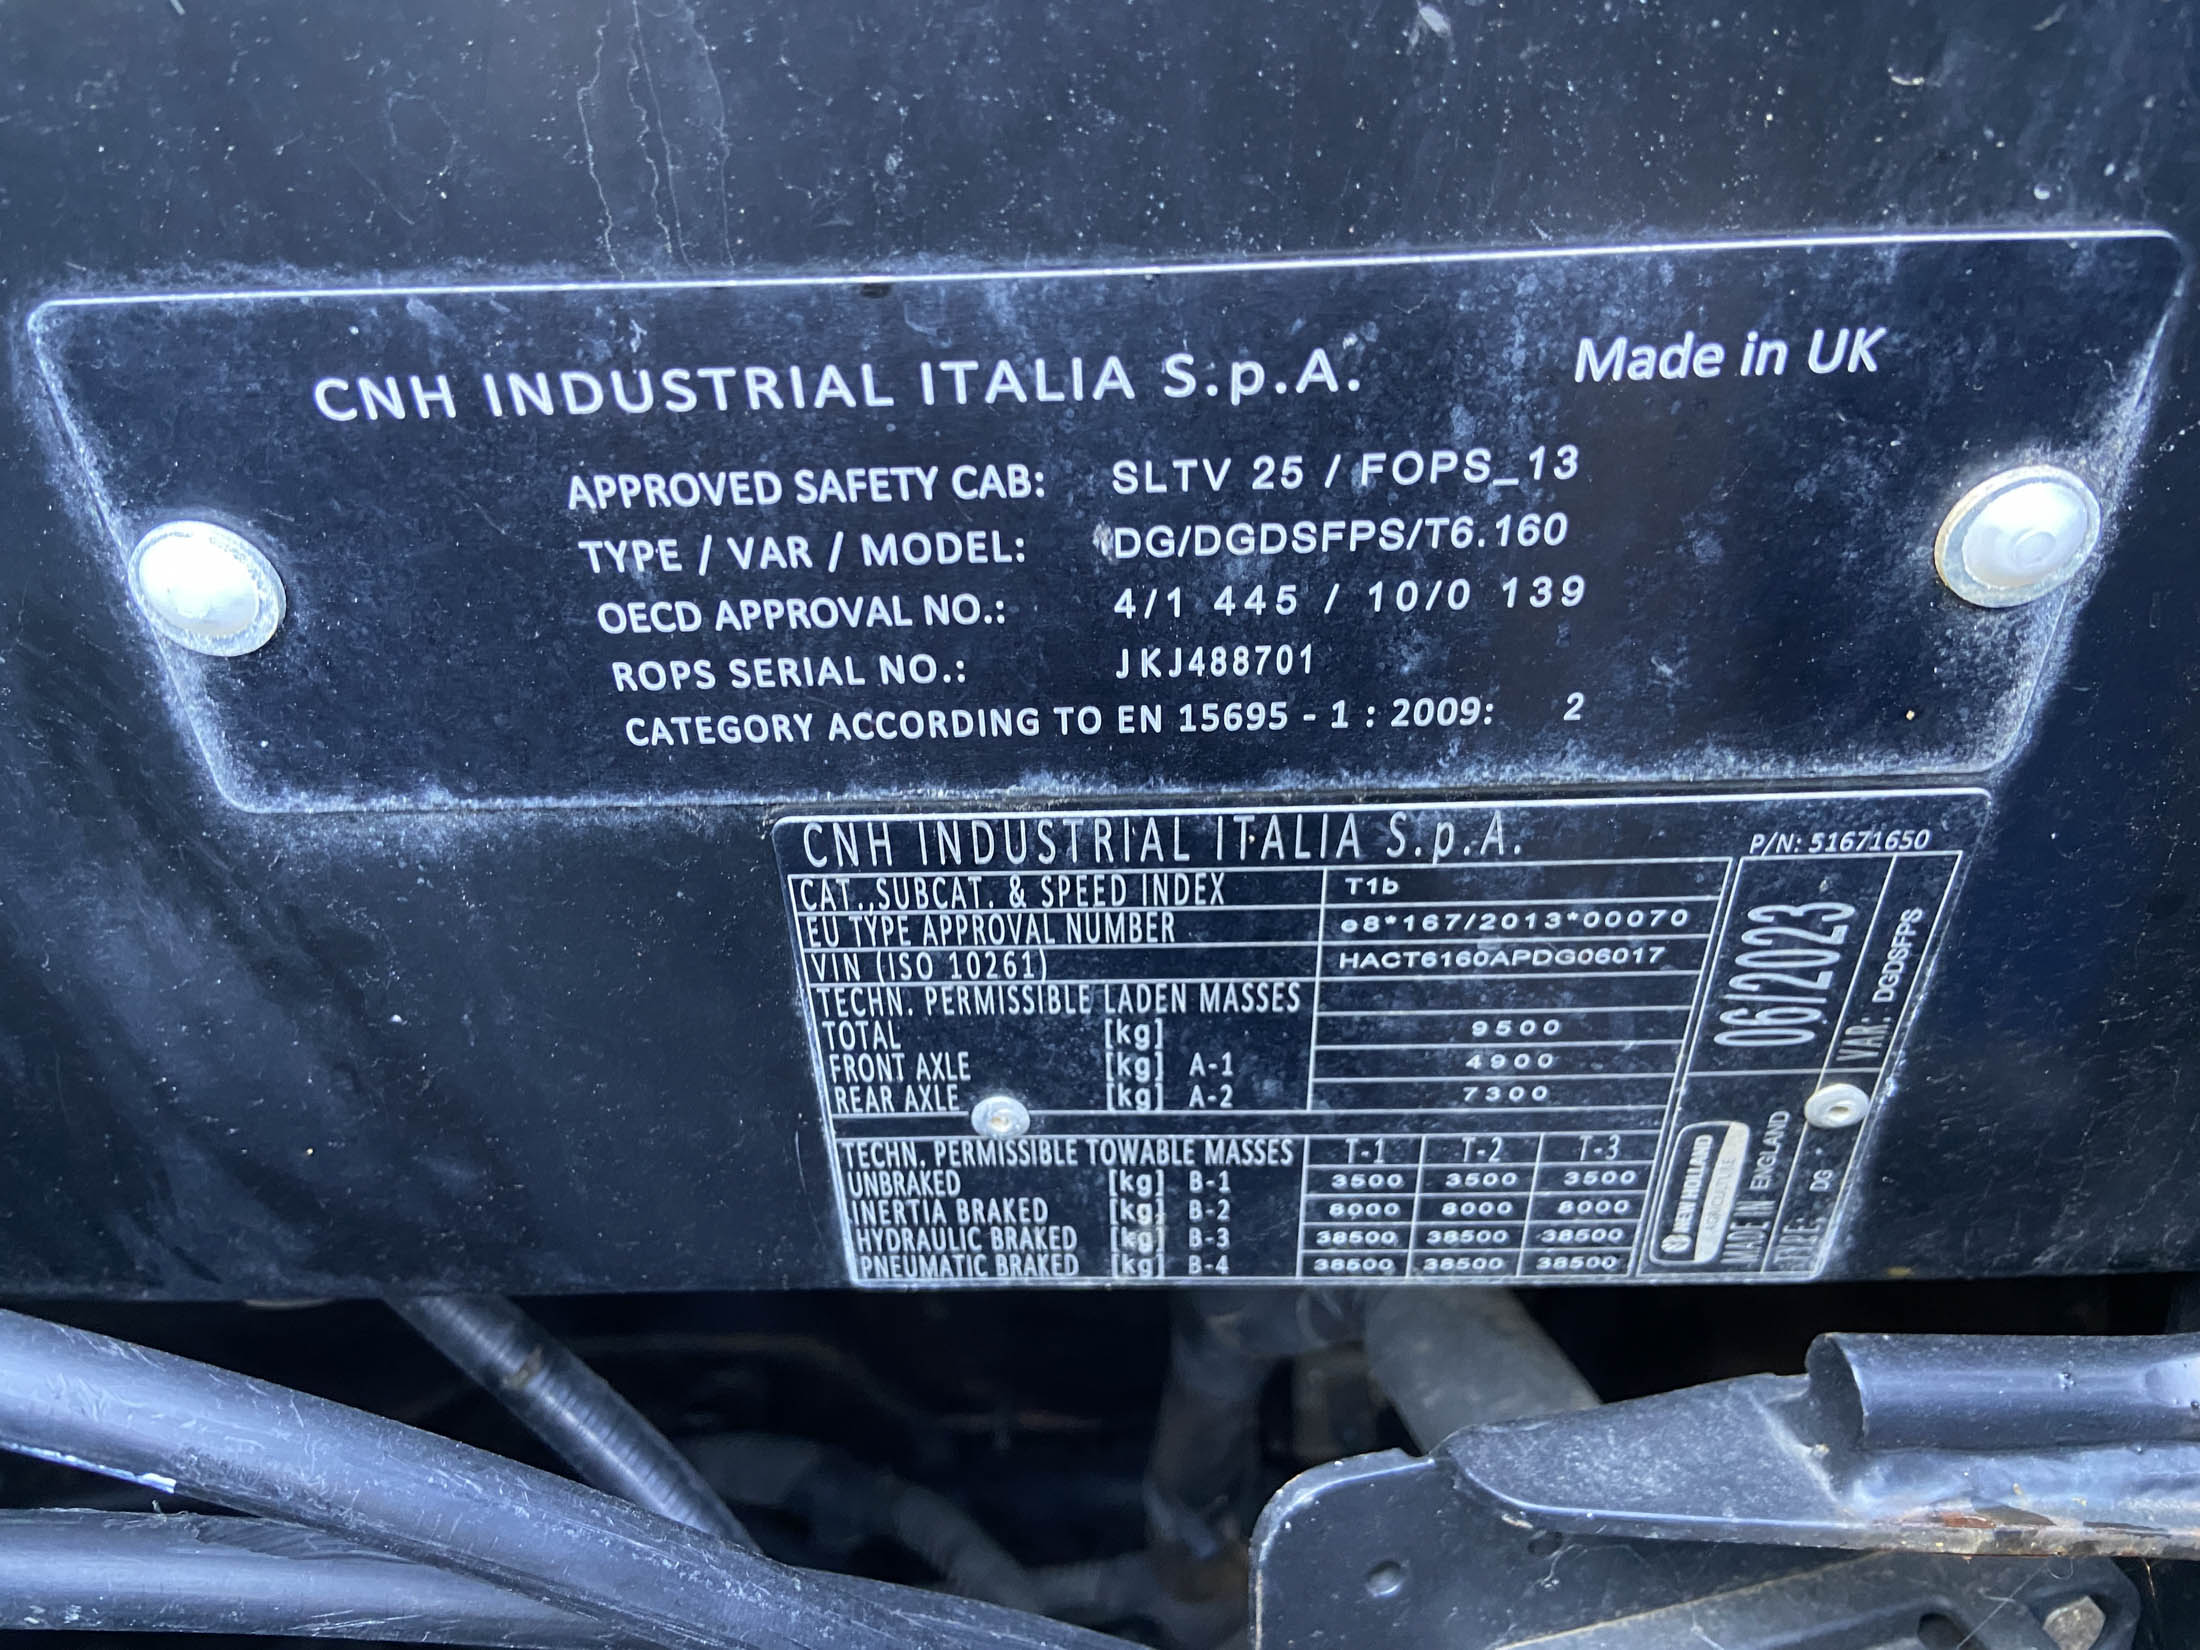 CNH INDUSTRIAL ITALIA S.p.A. Made in UK
APPROVED SAFETY CAB: SLTV 25 / FOPS_13
TYPE / VAR / MODEL: DG/DGDSFPS/T6.160
OECD APPROVAL NO.: 4/1 445 / 10/0 139
ROPS SERIAL NO.: JKJ488701
CATEGORY ACCORDING TO EN 15695 - 1 : 2009: 2
CNH INDUSTRIAL ITALIA S.p.A. P/N: 51671650
CAT.,SUBCAT. & SPEED INDEX T1b
EU TYPE APPROVAL NUMBER e8*167/2013*00070
VIN (ISO 10261) HACT6160APDG06017
TECHN. PERMISSIBLE LADEN MASSES
TOTAL [kg] 9500
FRONT AXLE [kg] A-1 4900
REAR AXLE [kg] A-2 7300
TECHN. PERMISSIBLE TOWABLE MASSES T-1 T-2 T-3
UNBRAKED [kg] B-1 3500 3500 3500
INERTIA BRAKED [kg] B-2 8000 8000 8000
HYDRAULIC BRAKED [kg] B-3 38500 38500 38500
PNEUMATIC BRAKED [kg] B-4 38500 38500 38500
06/2023
VAR.: DGDSFPS
NEW HOLLAND
AGRICULTURE
MADE IN ENGLAND
TYPE: DG